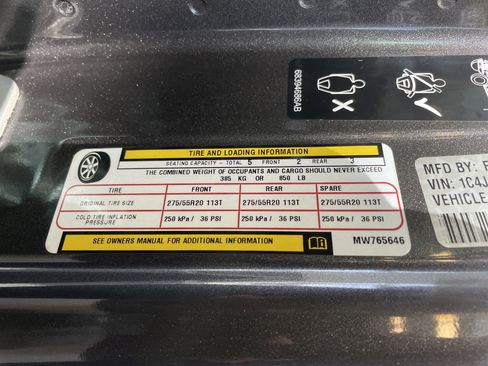 68394686AB
TIRE AND LOADING INFORMATION
SEATING CAPACITY - TOTAL 5 FRONT 2 REAR 3
THE COMBINED WEIGHT OF OCCUPANTS AND CARGO SHOULD NEVER EXCEED
385 KG OR 850 LB
TIRE FRONT REAR SPARE
ORIGINAL TIRE SIZE 275/55R20 113T 275/55R20 113T 275/55R20 113T
COLD TIRE INFLATION PRESSURE 250 kPa / 36 PSI 250 kPa / 36 PSI 250 kPa / 36 PSI
SEE OWNERS MANUAL FOR ADDITIONAL INFORMATION
MW765646
MFD BY:
VIN: 1C4J
VEHICLE